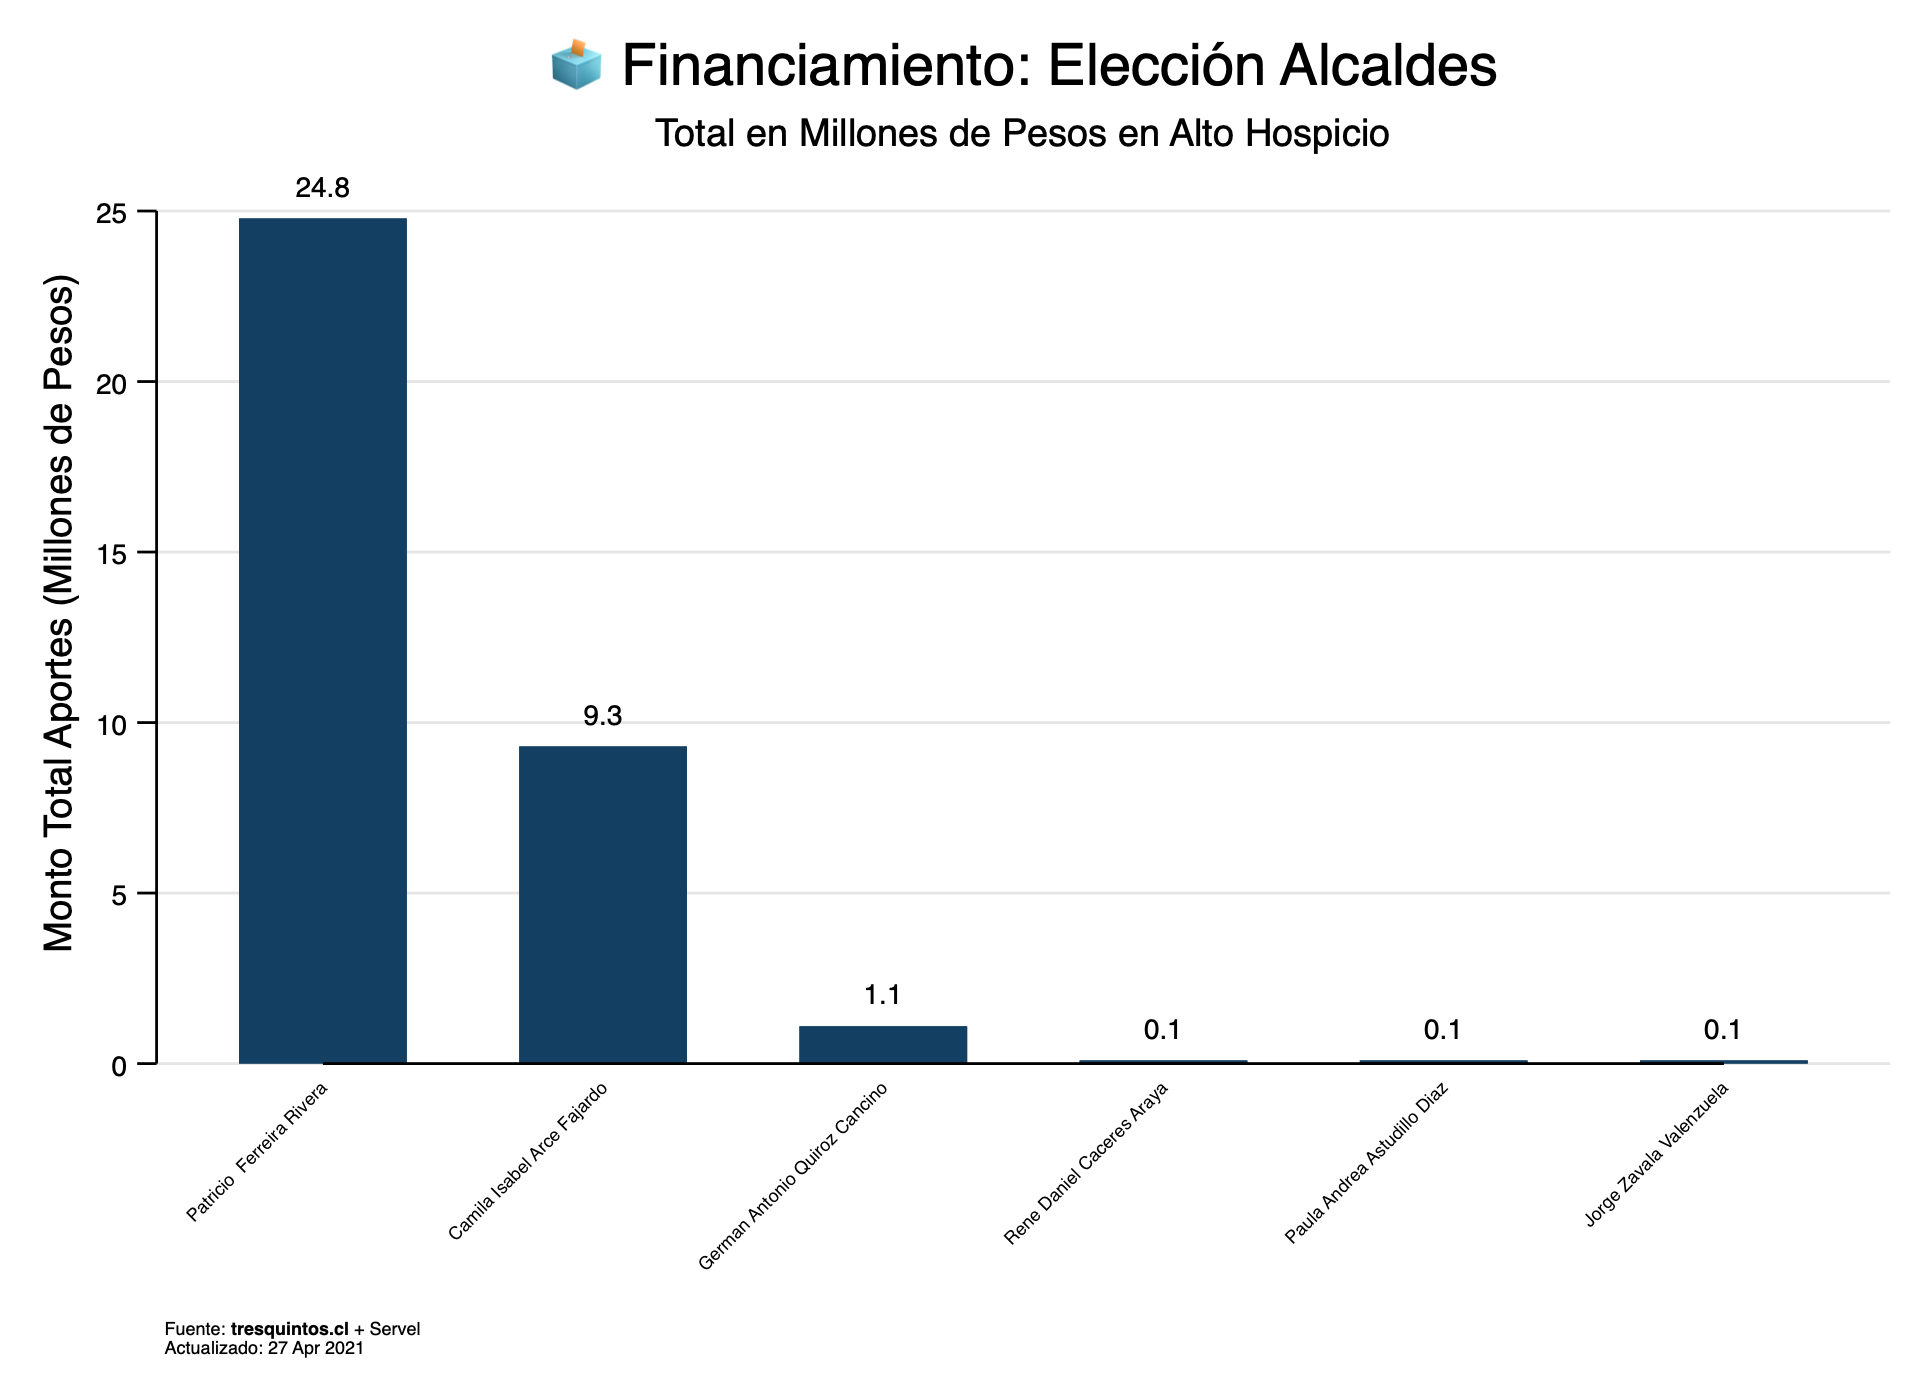 Financiamiento: Elección Alcaldes
Total en Millones de Pesos en Alto Hospicio
Monto Total Aportes (Millones de Pesos)
25
20
15
10
5
0
24.8
9.3
1.1
0.1
0.1
0.1
Patricio  Ferreira Rivera
Camila Isabel Arce Fajardo
German Antonio Quiroz Cancino
Rene Daniel Caceres Araya
Paula Andrea Astudillo Diaz
Jorge Zavala Valenzuela
Fuente: tresquintos.cl + Servel
Actualizado: 27 Apr 2021